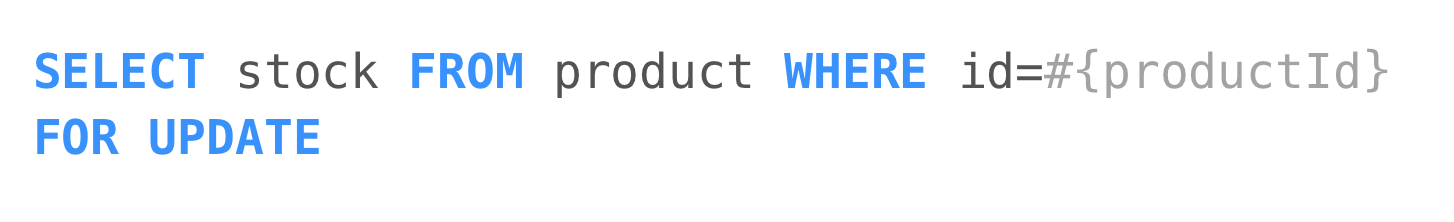 SELECT stock FROM product WHERE id=#{productId}
FOR UPDATE